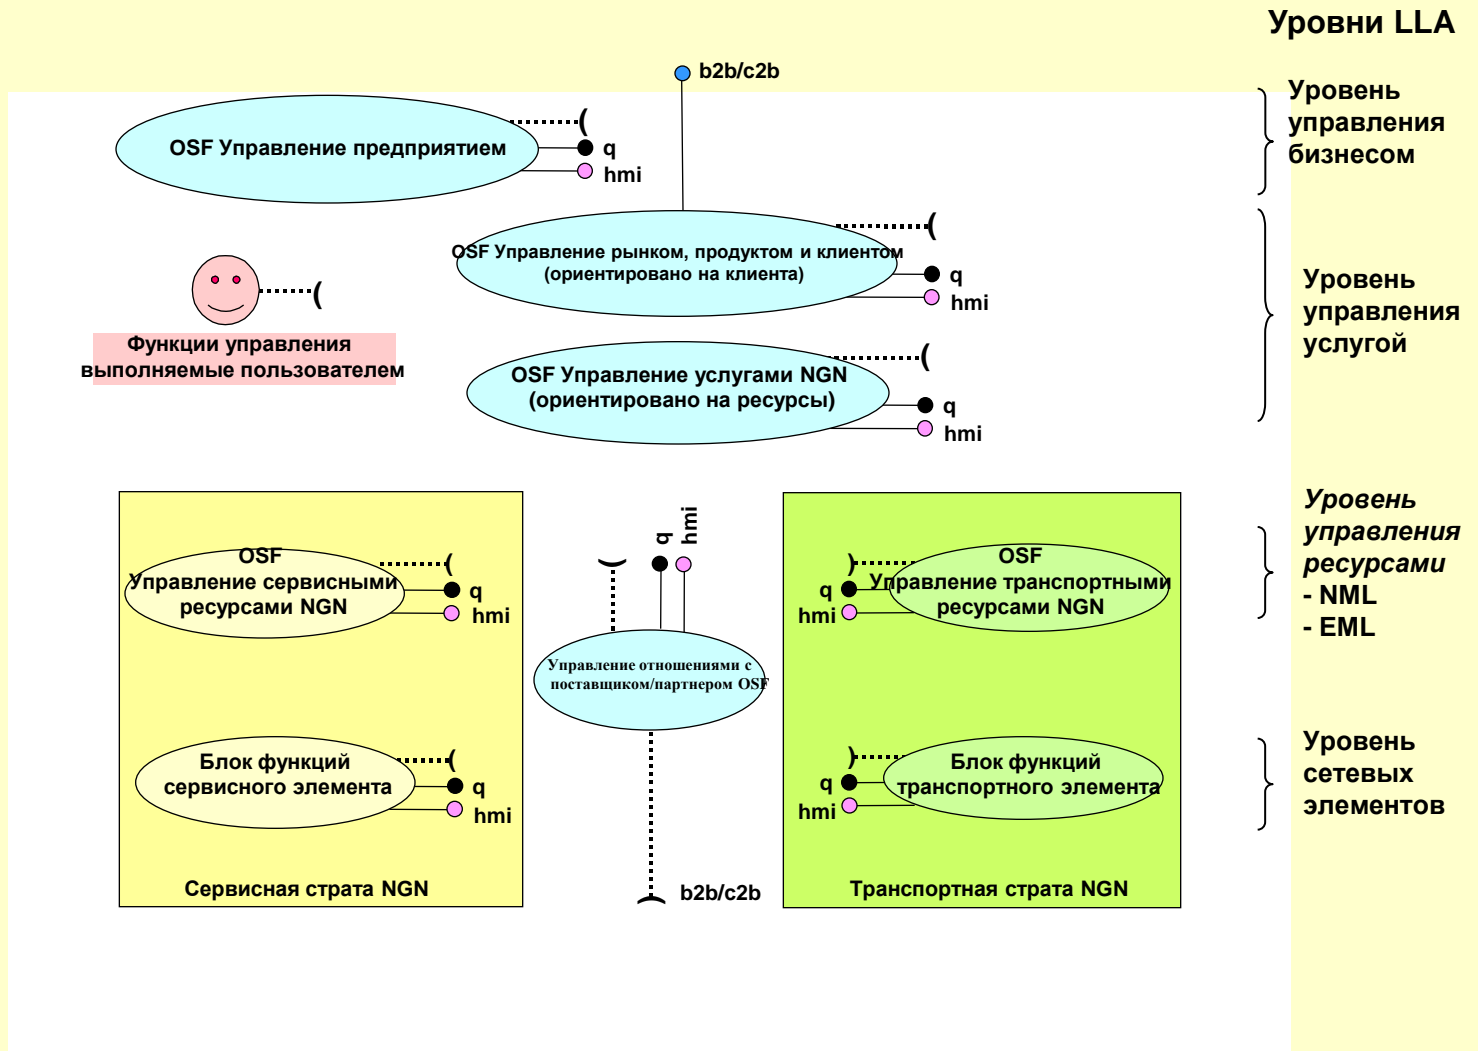 Уровни LLA
b2b/c2b
Уровень
управления
бизнесом
OSF Управление предприятием
q
hmi
OSF Управление рынком, продуктом и клиентом
(ориентировано на клиента)
q
hmi
Уровень
управления
услугой
Функции управления
выполняемые пользователем
OSF Управление услугами NGN
(ориентировано на ресурсы)
q
hmi
OSF
Управление сервисными
ресурсами NGN
q
hmi
q
hmi
OSF
Управление транспортными
ресурсами NGN
q
hmi
Уровень
управления
ресурсами
- NML
- EML
Управление отношениями с
поставщиком/партнером OSF
Блок функций
сервисного элемента
q
hmi
Блок функций
транспортного элемента
q
hmi
Уровень
сетевых
элементов
Сервисная страта NGN
b2b/c2b
Транспортная страта NGN